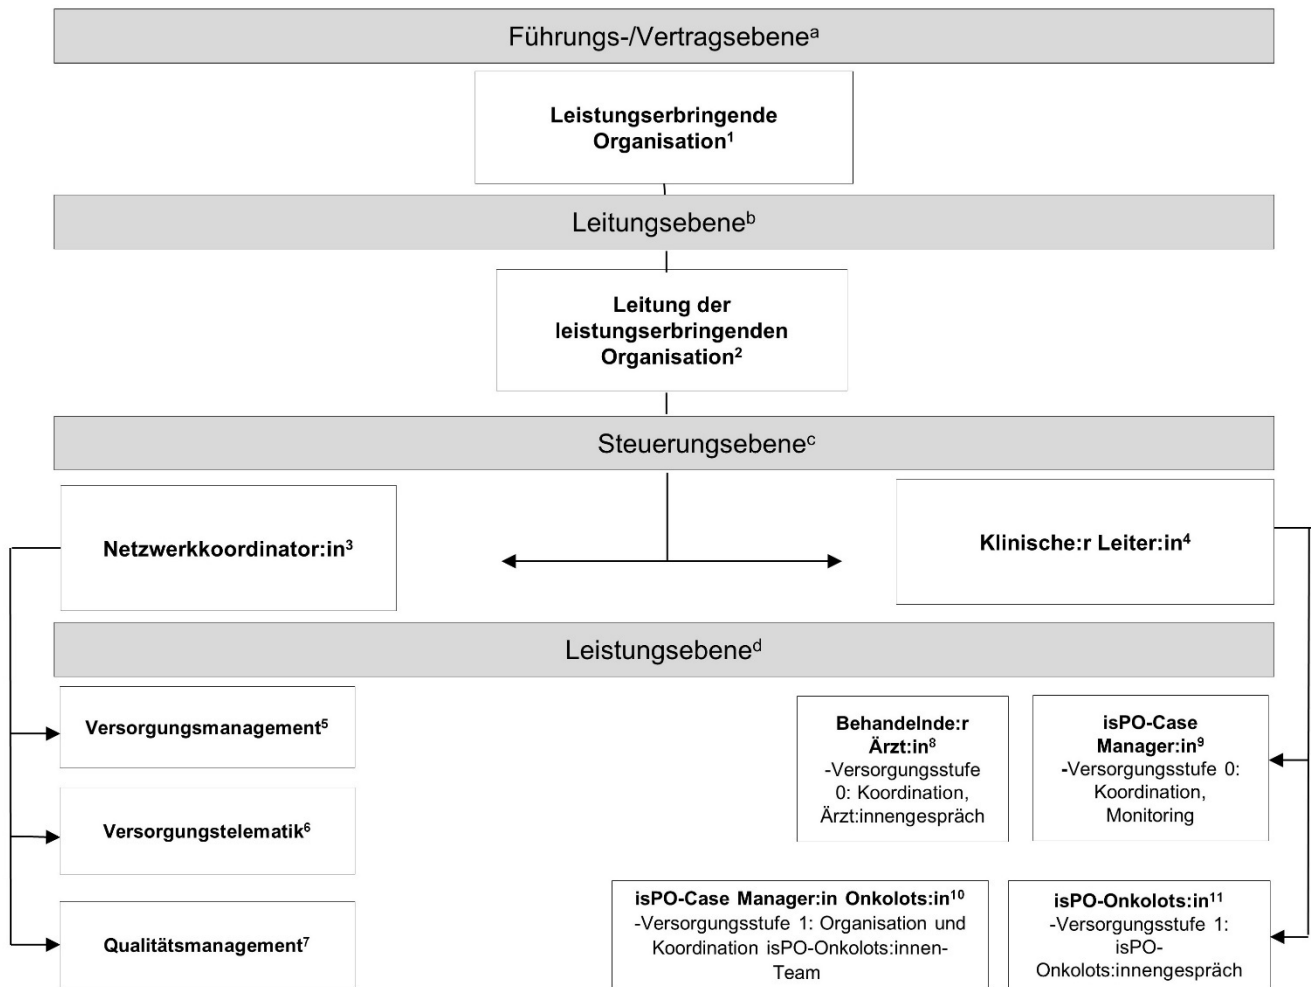 Führungs-/Vertragsebeneᵃ
Leistungserbringende
Organisation¹
Leitungsebeneᵇ
Leitung der
leistungserbringenden
Organisation²
Steuerungsebeneᶜ
Netzwerkkoordinator:in³
Klinische:r Leiter:in⁴
Leistungsebeneᵈ
Versorgungsmanagement⁵
Versorgungstelematik⁶
Qualitätsmanagement⁷
Behandelnde:r
Ärzt:in⁸
-Versorgungsstufe
0: Koordination,
Ärzt:innengespräch
isPO-Case
Manager:in⁹
-Versorgungsstufe 0:
Koordination,
Monitoring
isPO-Case Manager:in Onkolots:in¹⁰
-Versorgungsstufe 1: Organisation und
Koordination isPO-Onkolots:innen-
Team
isPO-Onkolots:in¹¹
-Versorgungsstufe 1:
isPO-
Onkolots:innengespräch